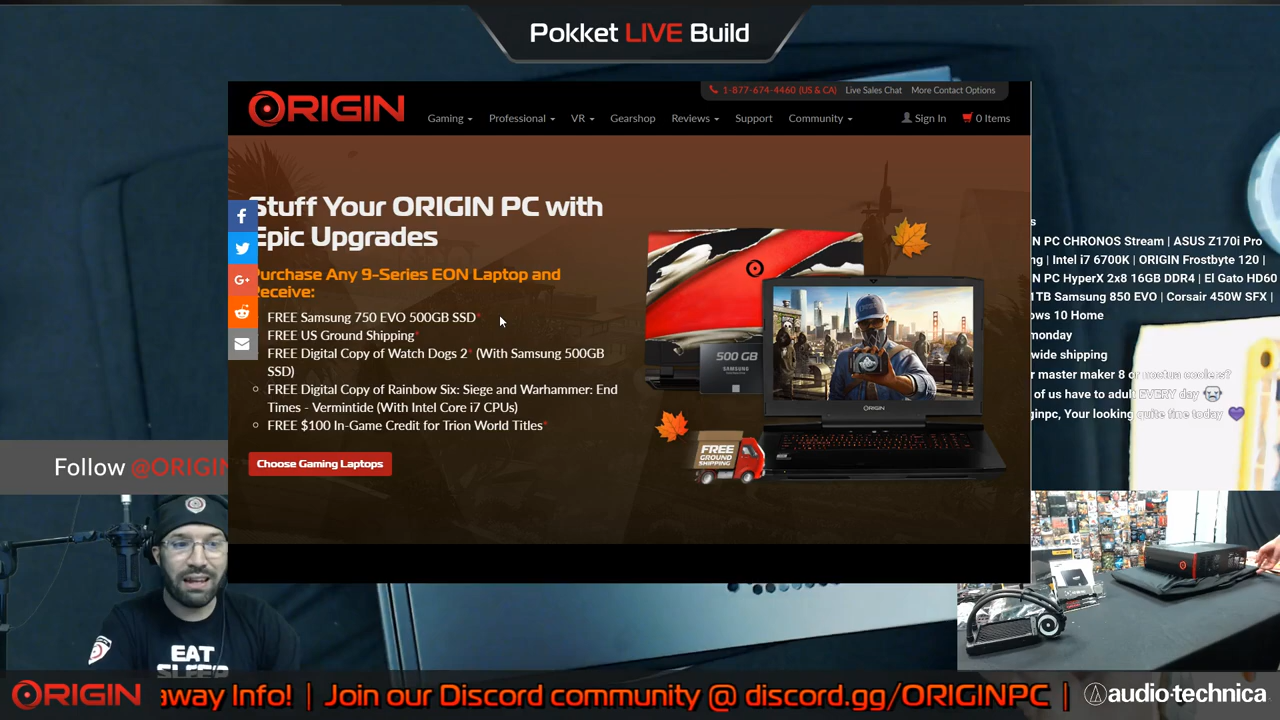 Pokket LIVE Build
ORIGIN
1-877-674-4460 (US & CA) Live Sales Chat More Contact Options
Gaming Professional VR Gearshop Reviews Support Community Sign In 0 Items
Stuff Your ORIGIN PC with
Epic Upgrades
Purchase Any 9-Series EON Laptop and
Receive:
FREE Samsung 750 EVO 500GB SSD*
FREE US Ground Shipping*
FREE Digital Copy of Watch Dogs 2* (With Samsung 500GB
SSD)
FREE Digital Copy of Rainbow Six: Siege and Warhammer: End
Times - Vermintide (With Intel Core i7 CPUs)
FREE $100 In-Game Credit for Trion World Titles*
Choose Gaming Laptops
500 GB
SAMSUNG
ORIGIN
FREE
GROUND
SHIPPING
s
N PC CHRONOS Stream | ASUS Z170i Pro
ng | Intel i7 6700K | ORIGIN Frostbyte 120 |
N PC HyperX 2x8 16GB DDR4 | El Gato HD60
1TB Samsung 850 EVO | Corsair 450W SFX |
ows 10 Home
monday
wide shipping
r master maker 8 or noctua coolers?
of us have to adult EVERY day
ginpc, Your looking quite fine today
Follow @ORIGIN
EAT
SLEEP
ORIGIN
away Info! | Join our Discord community @ discord.gg/ORIGINPC |
audio-technica